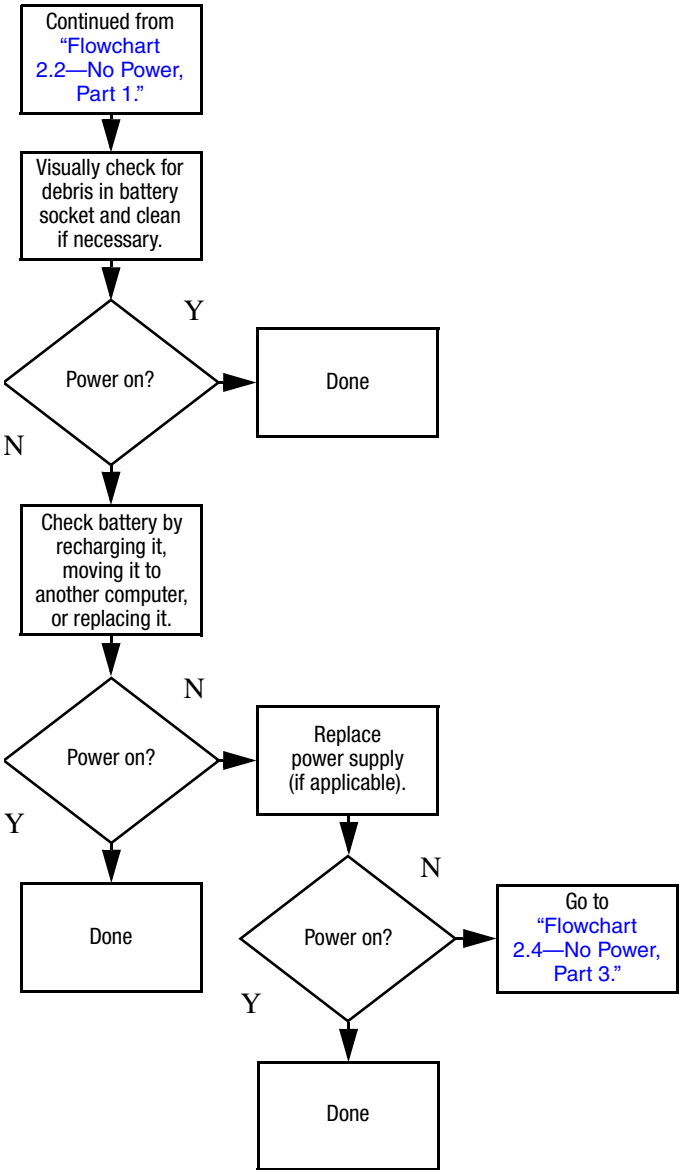 Continued from
“Flowchart
2.2—No Power,
Part 1.”
Visually check for
debris in battery
socket and clean
if necessary.
Y
Power on?
Done
N
Check battery by
recharging it,
moving it to
another computer,
or replacing it.
N
Power on?
Replace
power supply
(if applicable).
Y
Done
N
Power on?
Go to
“Flowchart
2.4—No Power,
Part 3.”
Y
Done